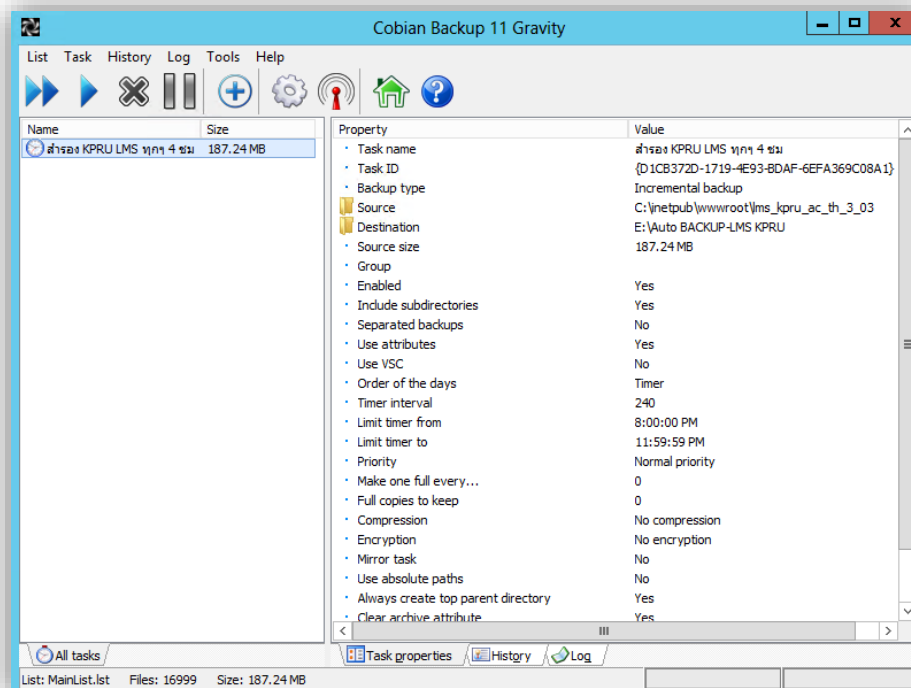 Cobian Backup 11 Gravity
List Task History Log Tools Help
Name Size
สำรอง KPRU LMS ทุกๆ 4 ชม 187.24 MB
Property Value
Task name สำรอง KPRU LMS ทุกๆ 4 ชม
Task ID {D1CB372D-1719-4E93-BDAF-6EFA369C08A1}
Backup type Incremental backup
Source C:\inetpub\wwwroot\lms_kpru_ac_th_3_03
Destination E:\Auto BACKUP-LMS KPRU
Source size 187.24 MB
Group
Enabled Yes
Include subdirectories Yes
Separated backups No
Use attributes Yes
Use VSC No
Order of the days Timer
Timer interval 240
Limit timer from 8:00:00 PM
Limit timer to 11:59:59 PM
Priority Normal priority
Make one full every... 0
Full copies to keep 0
Compression No compression
Encryption No encryption
Mirror task No
Use absolute paths No
Always create top parent directory Yes
Clear archive attribute Yes
All tasks Task properties History Log
List: MainList.lst Files: 16999 Size: 187.24 MB